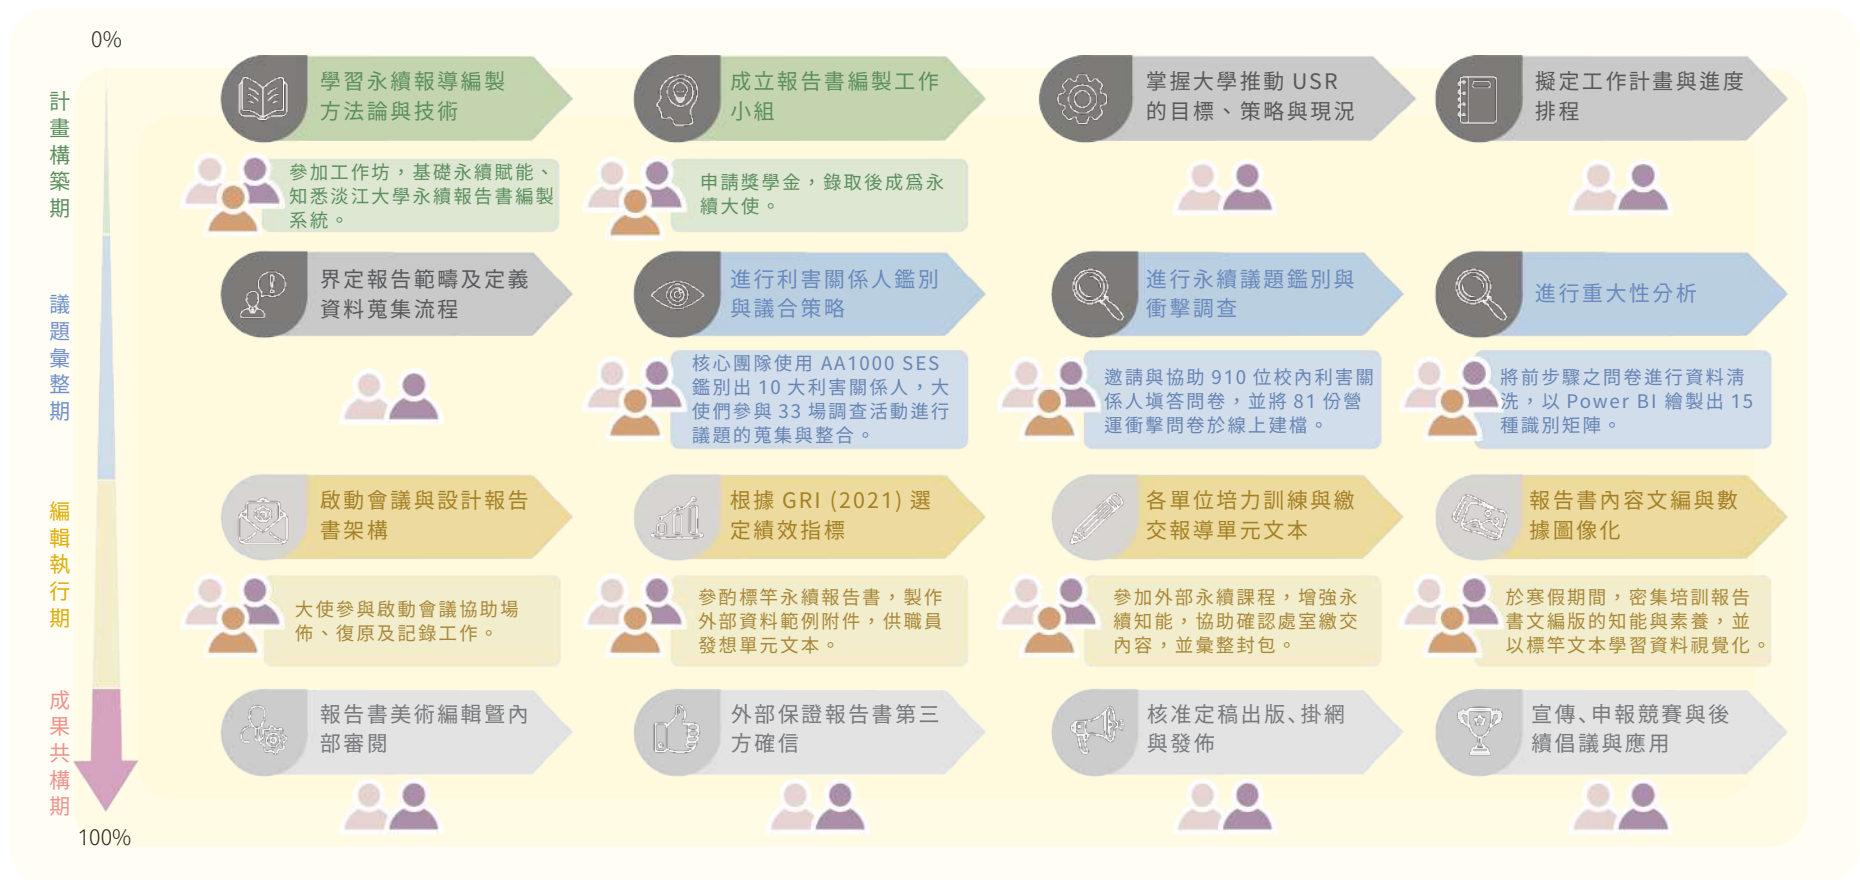 0%
計畫構築期
學習永續報導編製
方法論與技術
成立報告書編製工作
小組
掌握大學推動 USR
的目標、策略與現況
擬定工作計畫與進度
排程
參加工作坊，基礎永續賦能、
知悉淡江大學永續報告書編製
系統。
申請獎學金，錄取後成爲永
續大使。
議題彙整期
界定報告範疇及定義
資料蒐集流程
進行利害關係人鑑別
與議合策略
進行永續議題鑑別與
衝擊調查
進行重大性分析
核心團隊使用 AA1000 SES
鑑別出 10 大利害關係人，大
使們參與 33 場調查活動進行
議題的蒐集與整合。
邀請與協助 910 位校內利害關
係人填答問卷，並將 81 份營
運衝擊問卷於線上建檔。
將前步驟之問卷進行資料清
洗，以 Power BI 繪製出 15
種識別矩陣。
編輯執行期
啟動會議與設計報告
書架構
根據 GRI (2021) 選
定績效指標
各單位培力訓練與繳
交報導單元文本
報告書內容文編與數
據圖像化
大使參與啟動會議協助場
佈、復原及記錄工作。
參酌標竿永續報告書，製作
外部資料範例附件，供職員
發想單元文本。
參加外部永續課程，增強永
續知能，協助確認處室繳交
內容，並彙整封包。
於寒假期間，密集培訓報告
書文編版的知能與素養，並
以標竿文本學習資料視覺化。
成果共構期
報告書美術編輯暨內
部審閱
外部保證報告書第三
方確信
核准定稿出版、掛網
與發佈
宣傳、申報競賽與後
續倡議與應用
100%